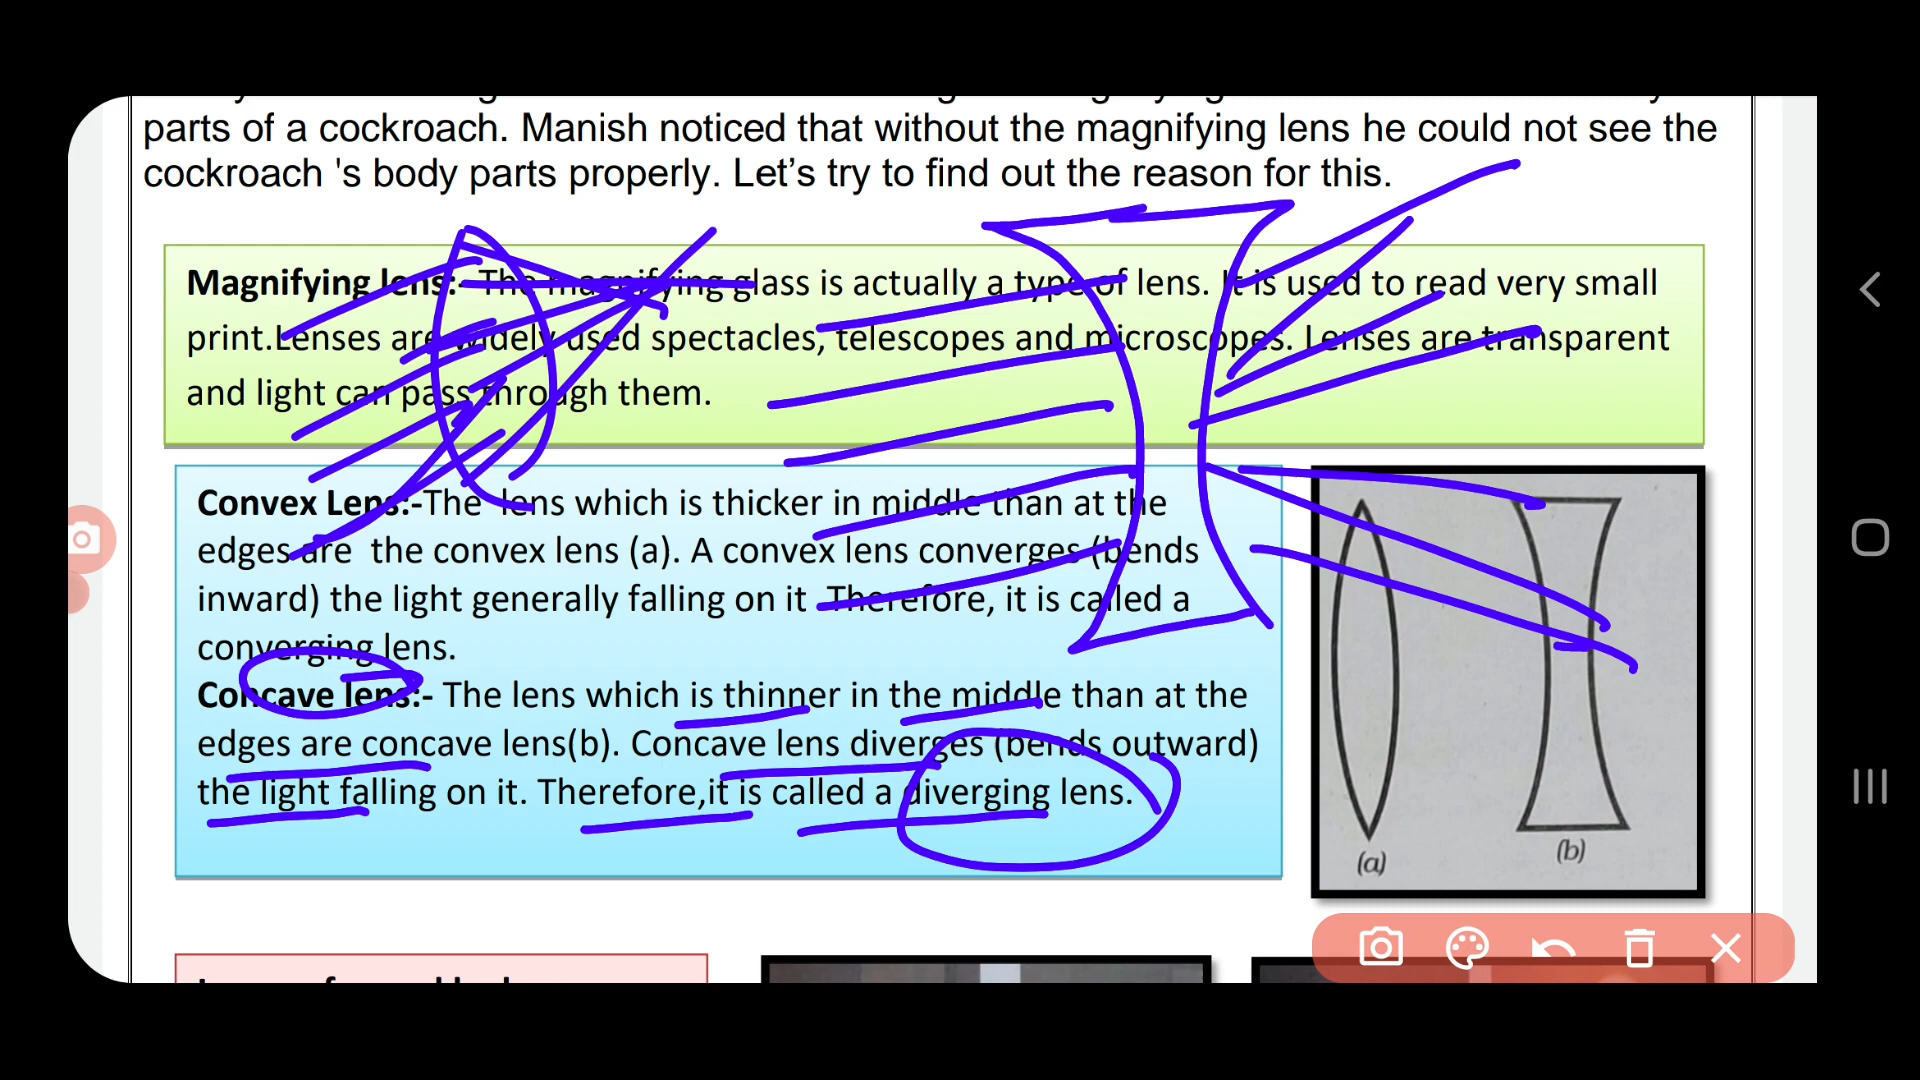 parts of a cockroach. Manish noticed that without the magnifying lens he could not see the
cockroach 's body parts properly. Let’s try to find out the reason for this.
Magnifying lens:- The magnifying glass is actually a type of lens. It is used to read very small
print.Lenses are widely used spectacles, telescopes and microscopes. Lenses are transparent
and light can pass through them.
Convex Lens:-The lens which is thicker in middle than at the
edges are the convex lens (a). A convex lens converges (bends
inward) the light generally falling on it .Therefore, it is called a
converging lens.
Concave lens:- The lens which is thinner in the middle than at the
edges are concave lens(b). Concave lens diverges (bends outward)
the light falling on it. Therefore,it is called a diverging lens.
(a)
(b)